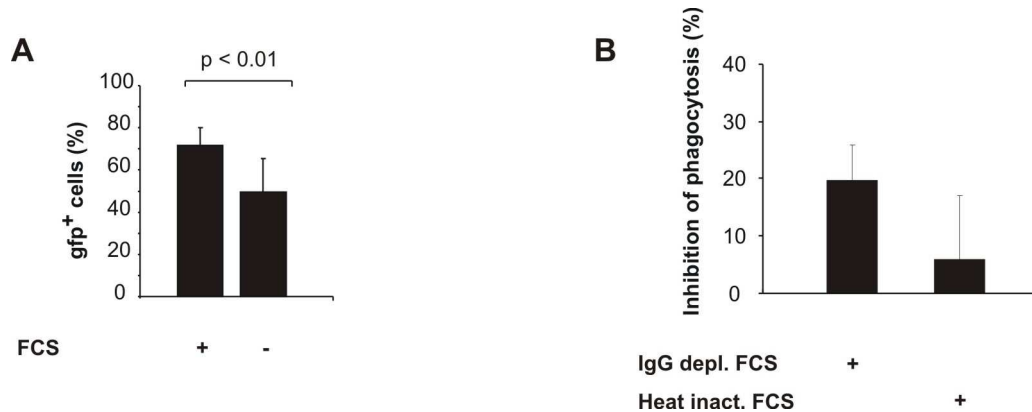 A
p < 0.01
gfp+ cells (%)
100
80
60
40
20
0
FCS + -
B
Inhibition of phagocytosis (%)
40
30
20
10
0
IgG depl. FCS +
Heat inact. FCS +